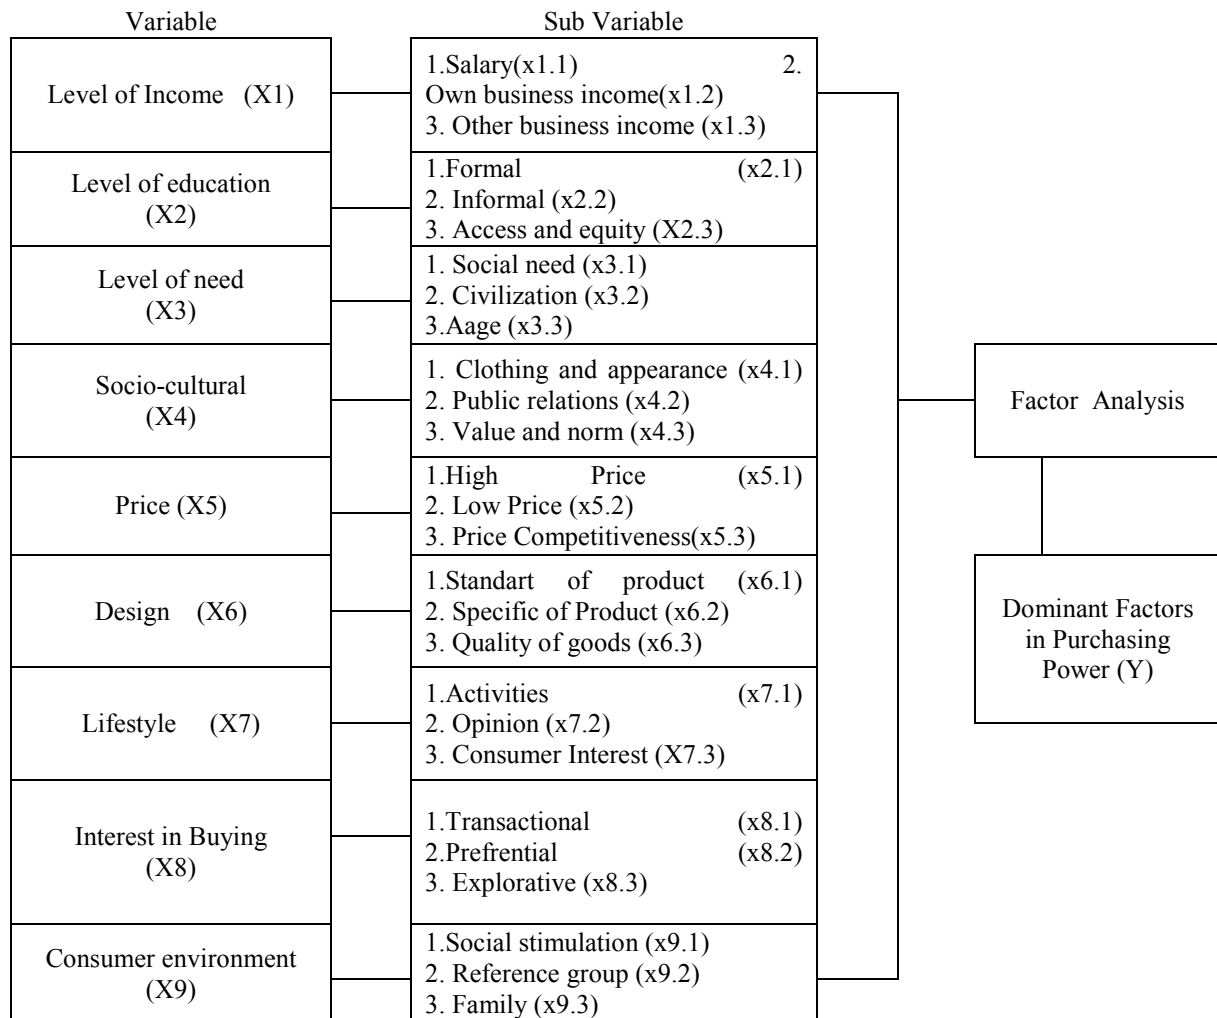 Variable
Sub Variable
Level of Income (X1)
1.Salary(x1.1) 2.
Own business income(x1.2)
3. Other business income (x1.3)
Level of education
(X2)
1.Formal (x2.1)
2. Informal (x2.2)
3. Access and equity (X2.3)
Level of need
(X3)
1. Social need (x3.1)
2. Civilization (x3.2)
3.Aage (x3.3)
Socio-cultural
(X4)
1. Clothing and appearance (x4.1)
2. Public relations (x4.2)
3. Value and norm (x4.3)
Price (X5)
1.High Price (x5.1)
2. Low Price (x5.2)
3. Price Competitiveness(x5.3)
Design (X6)
1.Standart of product (x6.1)
2. Specific of Product (x6.2)
3. Quality of goods (x6.3)
Lifestyle (X7)
1.Activities (x7.1)
2. Opinion (x7.2)
3. Consumer Interest (X7.3)
Interest in Buying
(X8)
1.Transactional (x8.1)
2.Prefrential (x8.2)
3. Explorative (x8.3)
Consumer environment
(X9)
1.Social stimulation (x9.1)
2. Reference group (x9.2)
3. Family (x9.3)
Factor Analysis
Dominant Factors
in Purchasing
Power (Y)